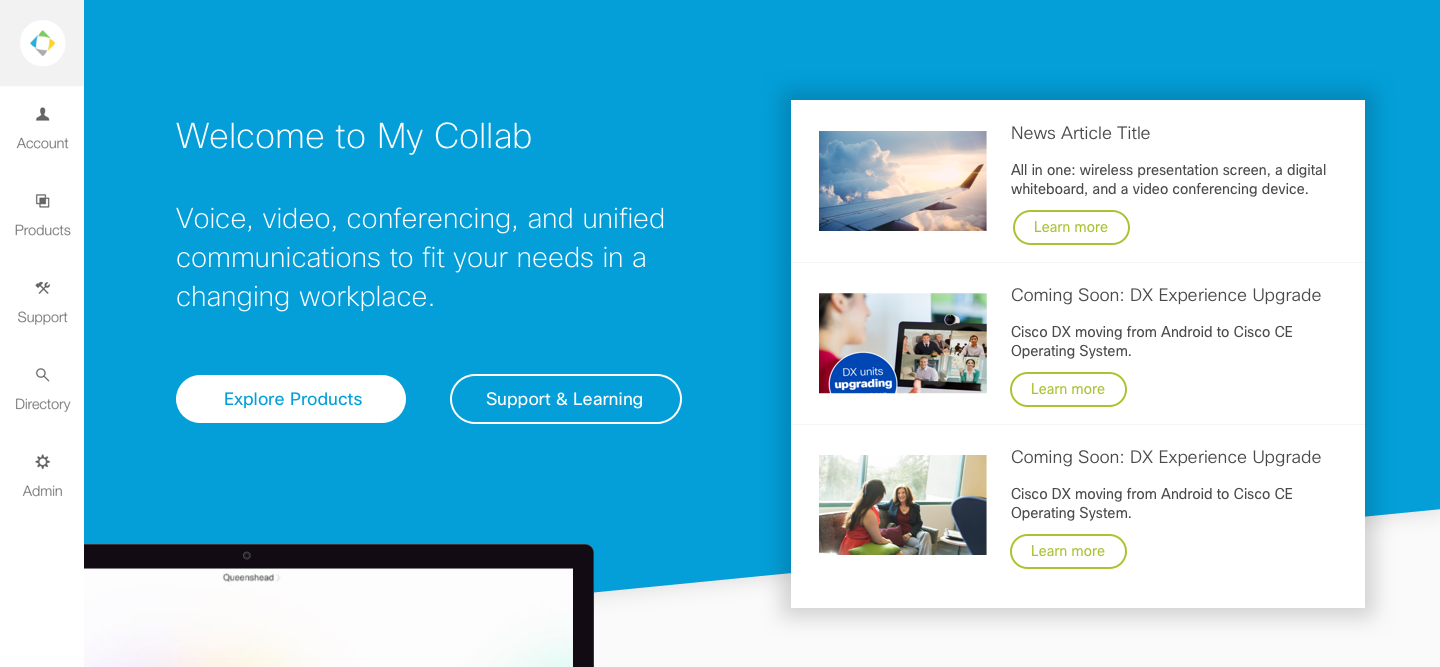 Account
Products
Support
Directory
Admin
Welcome to My Collab
Voice, video, conferencing, and unified
communications to fit your needs in a
changing workplace.
Explore Products
Support & Learning
Queenshead
News Article Title
All in one: wireless presentation screen, a digital
whiteboard, and a video conferencing device.
Learn more
DX units
upgrading
Coming Soon: DX Experience Upgrade
Cisco DX moving from Android to Cisco CE
Operating System.
Learn more
Coming Soon: DX Experience Upgrade
Cisco DX moving from Android to Cisco CE
Operating System.
Learn more